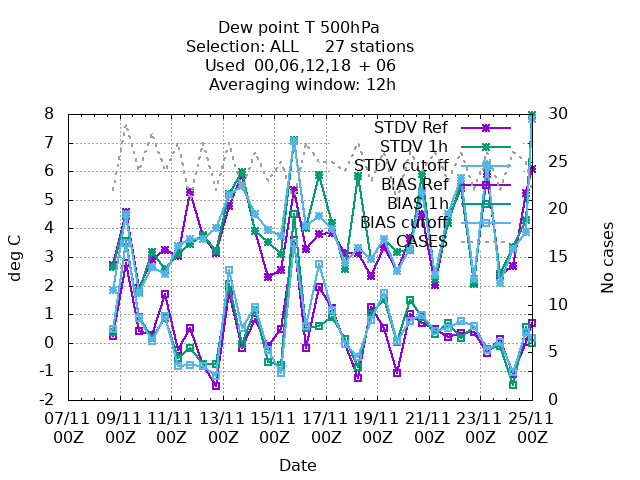 Dew point T 500hPa
Selection: ALL 27 stations
Used 00,06,12,18 + 06
Averaging window: 12h
8 30
STDV Ref
7
STDV 1h
25
STDV cutoff
6
BIAS Ref
5 20
BIAS 1h
BIAS cutoff
4
CASES
deg C
No cases
3 15
2
10
1
0 5
-1
-2 0
07/11 09/11 11/11 13/11 15/11 17/11 19/11 21/11 23/11 25/11
00Z 00Z 00Z 00Z 00Z 00Z 00Z 00Z 00Z 00Z
Date